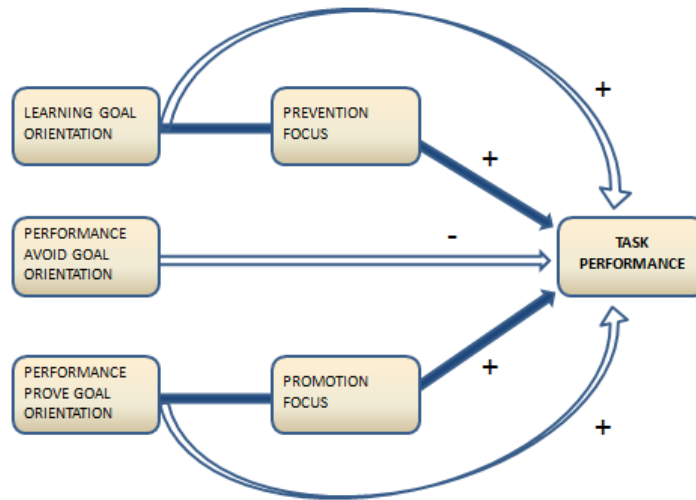 +
LEARNING GOAL
ORIENTATION
PREVENTION
FOCUS
+
PERFORMANCE
AVOID GOAL
ORIENTATION
-
TASK
PERFORMANCE
PERFORMANCE
PROVE GOAL
ORIENTATION
PROMOTION
FOCUS
+
+